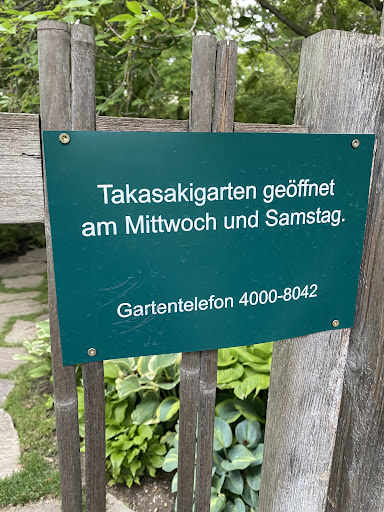 Takasakigarten geöffnet
am Mittwoch und Samstag.
Gartentelefon 4000-8042